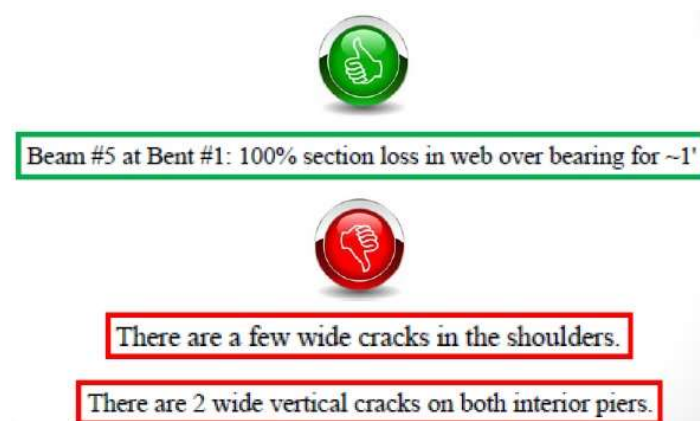 Beam #5 at Bent #1: 100% section loss in web over bearing for ~1'
There are a few wide cracks in the shoulders.
There are 2 wide vertical cracks on both interior piers.